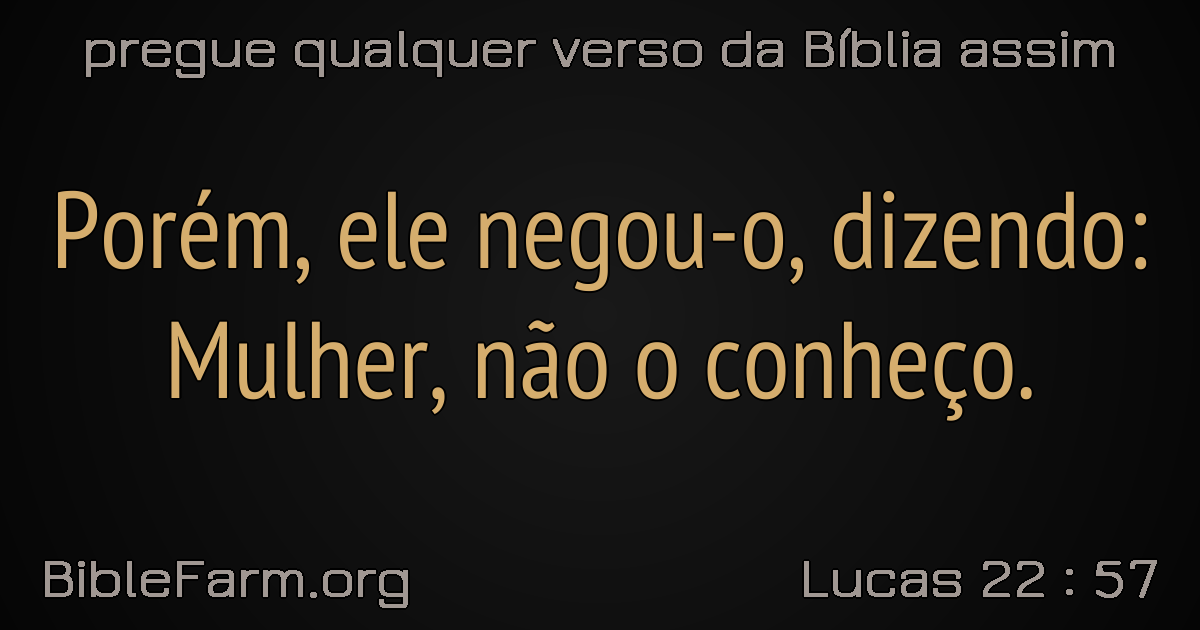 pregue qualquer verso da Bíblia assim
Porém, ele negou-o, dizendo:
Mulher, não o conheço.
BibleFarm.org
Lucas 22 : 57